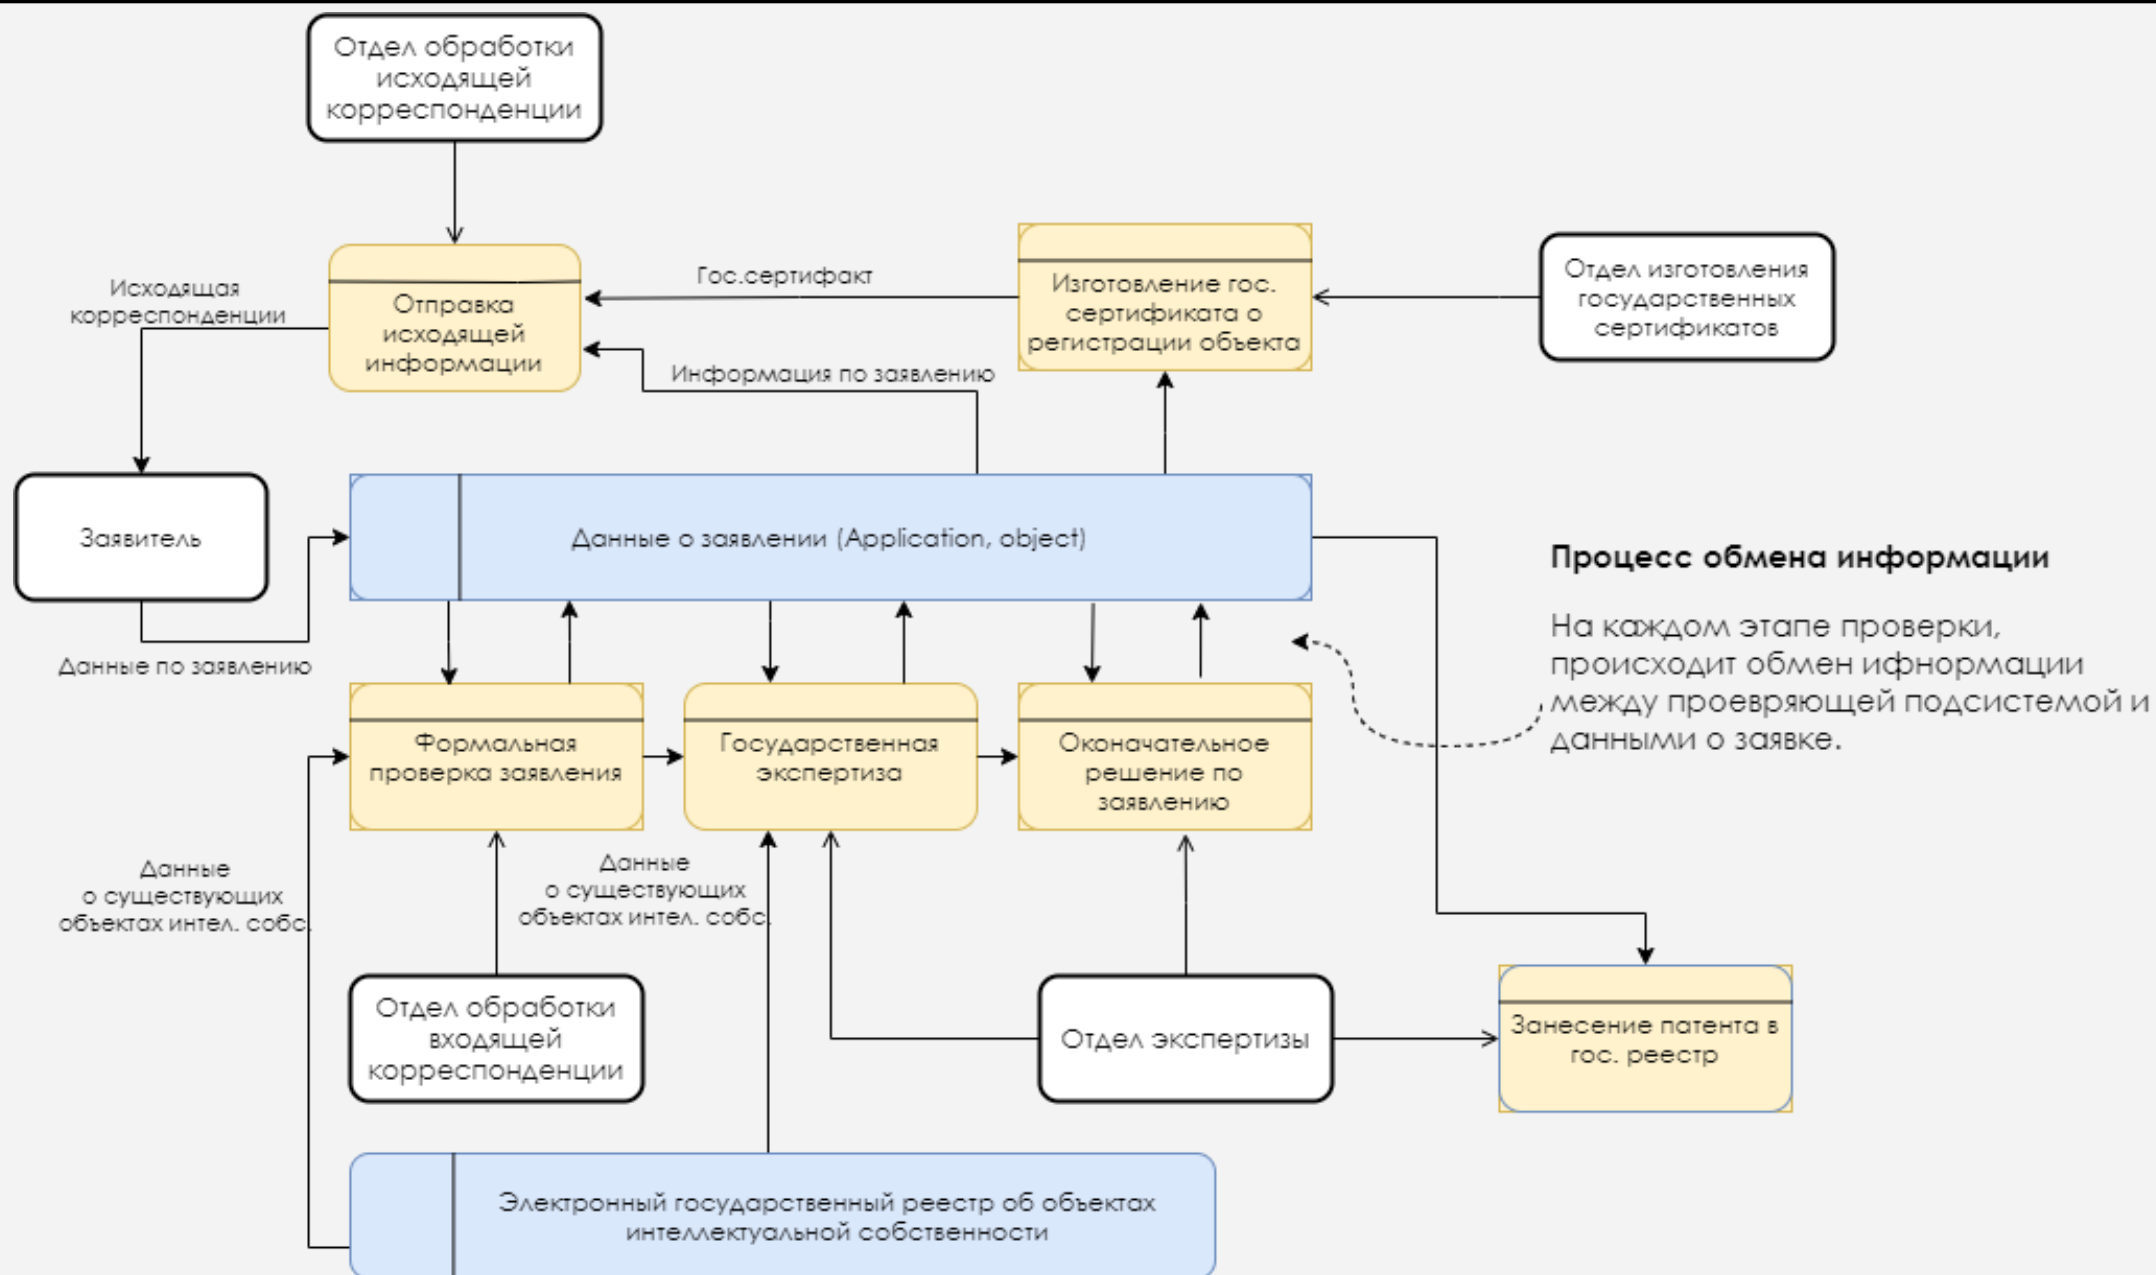 Отдел обработки
исходящей
корреспонденции
Исходящая
корреспонденции
Отправка
исходящей
информации
Гос.сертифакт
Изготовление гос.
сертификата о
регистрации объекта
Отдел изготовления
государственных
сертификатов
Информация по заявлению
Заявитель
Данные о заявлении (Application, object)
Процесс обмена информации
На каждом этапе проверки,
происходит обмен ифнормации
между проевряющей подсистемой и
данными о заявке.
Данные по заявлению
Формальная
проверка заявления
Государственная
экспертиза
Оконачательное
решение по
заявлению
Данные
о существующих
объектах интел. собс.
Данные
о существующих
объектах интел. собс.
Отдел обработки
входящей
корреспонденции
Отдел экспертизы
Занесение патента в
гос. реестр
Электронный государственный реестр об объектах
интеллектуальной собственности